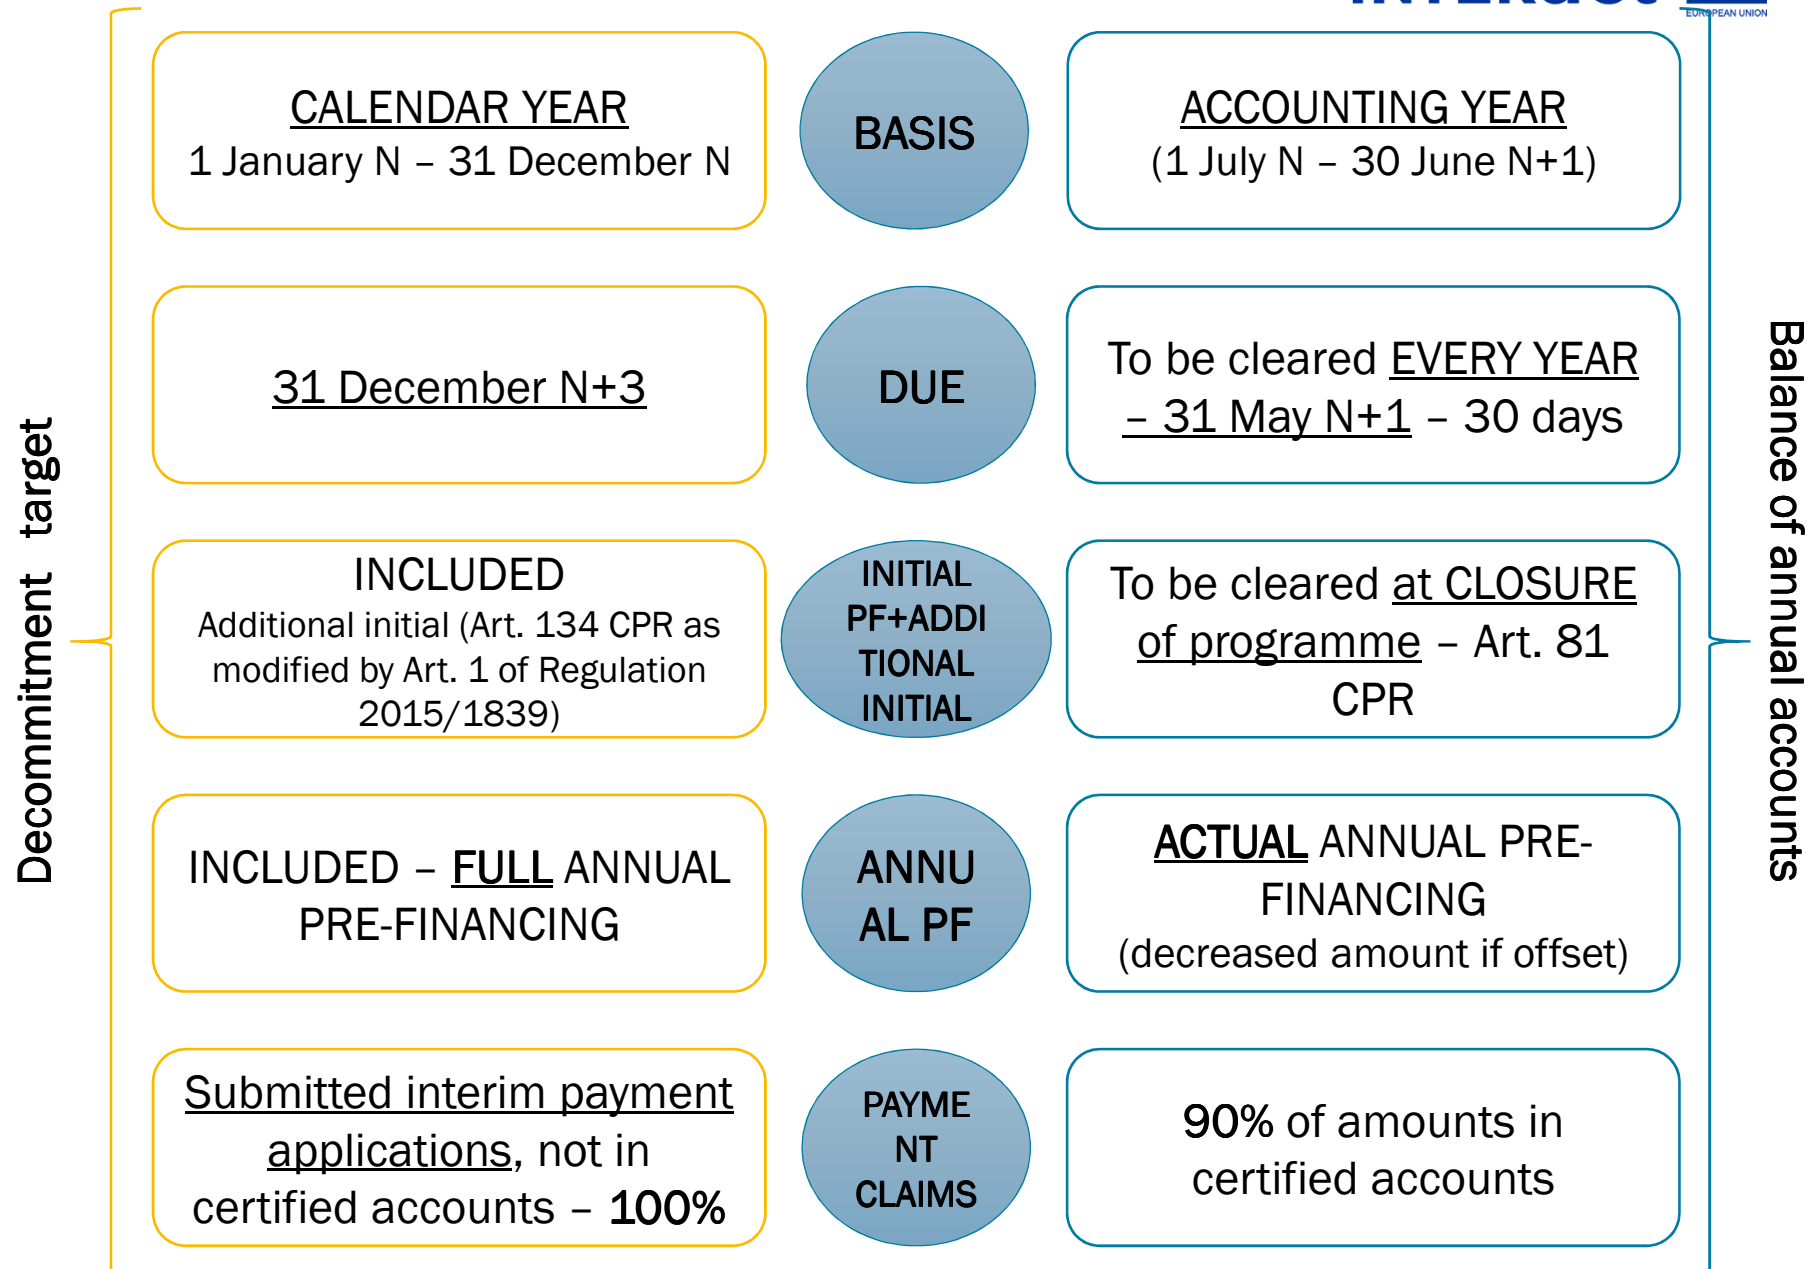 EUROPEAN UNION
Decommitment target
CALENDAR YEAR
1 January N – 31 December N
BASIS
ACCOUNTING YEAR
(1 July N – 30 June N+1)
31 December N+3
DUE
To be cleared EVERY YEAR
– 31 May N+1 – 30 days
INCLUDED
Additional initial (Art. 134 CPR as
modified by Art. 1 of Regulation
2015/1839)
INITIAL
PF+ADDI
TIONAL
INITIAL
To be cleared at CLOSURE
of programme – Art. 81
CPR
INCLUDED – FULL ANNUAL
PRE-FINANCING
ANNU
AL PF
ACTUAL ANNUAL PRE-
FINANCING
(decreased amount if offset)
Submitted interim payment
applications, not in
certified accounts – 100%
PAYME
NT
CLAIMS
90% of amounts in
certified accounts
Balance of annual accounts